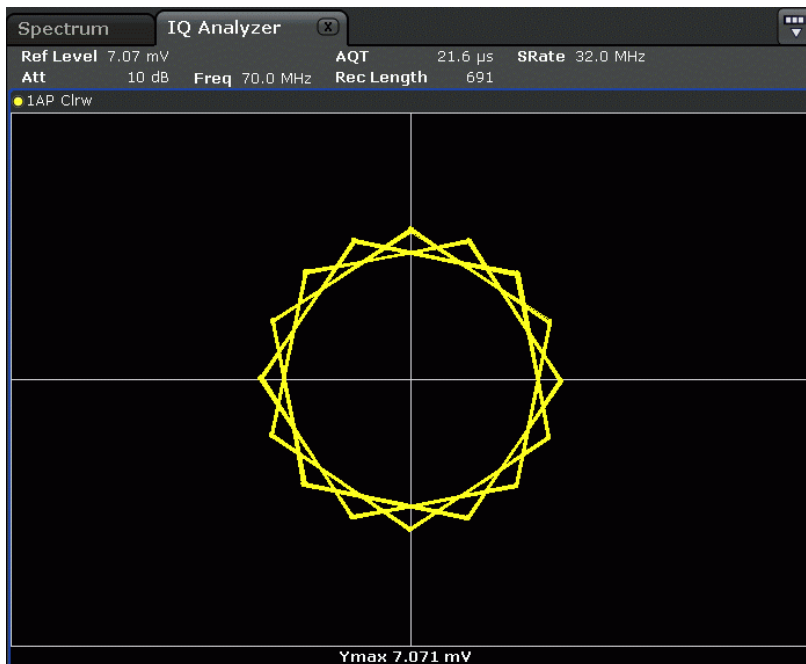 Spectrum IQ Analyzer X
Ref Level 7.07 mV AQT 21.6 µs SRate 32.0 MHz
Att 10 dB Freq 70.0 MHz Rec Length 691
1AP Clrw
Ymax 7.071 mV